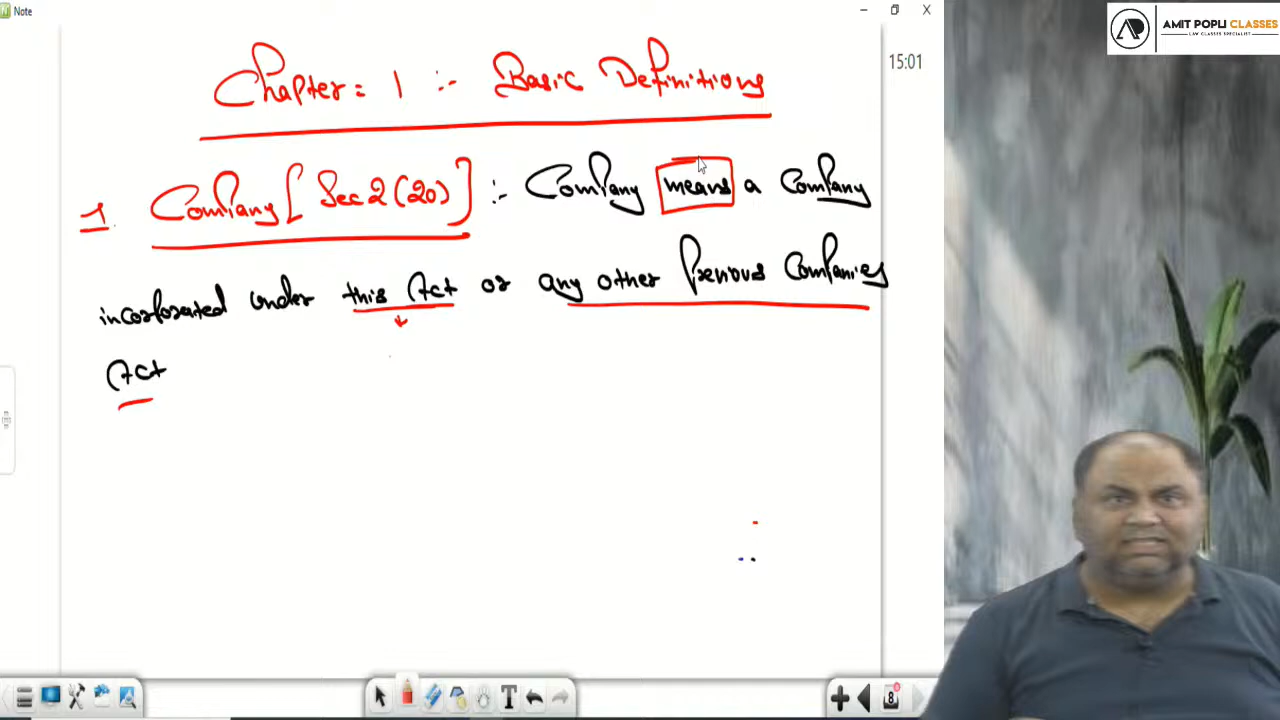 Note
AMIT POPLI CLASSES
LAW CLASSES SPECIALIST
15:01
Chapter = 1 :- Basic Definitions
1. Company [Sec 2(20)] :- Company means a Company
incorporated under this Act or any other Previous Companies
Act
T
8